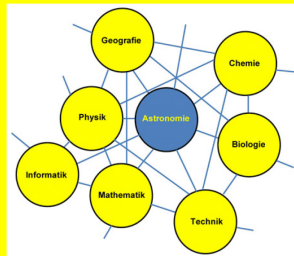 Geografie
Chemie
Physik
Astronomie
Biologie
Informatik
Mathematik
Technik